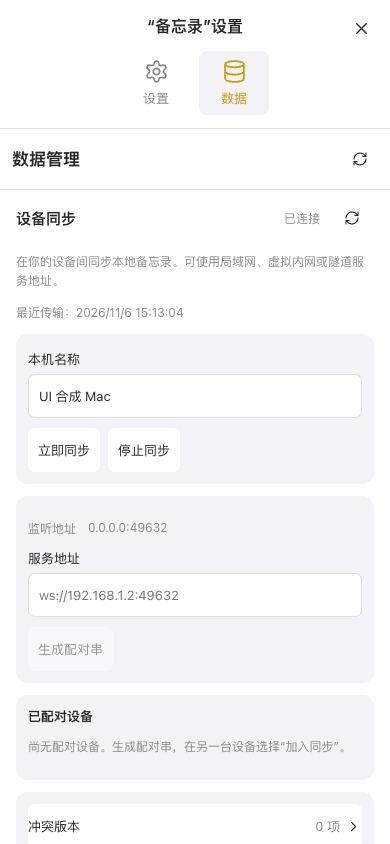 “备忘录”设置
设置
数据
数据管理
设备同步
已连接
在你的设备间同步本地备忘录。可使用局域网、虚拟内网或隧道服
务地址。
最近传输：2026/11/6 15:13:04
本机名称
UI 合成 Mac
立即同步
停止同步
监听地址 0.0.0.0:49632
服务地址
ws://192.168.1.2:49632
生成配对串
已配对设备
尚无配对设备。生成配对串，在另一台设备选择“加入同步”。
冲突版本
0 项